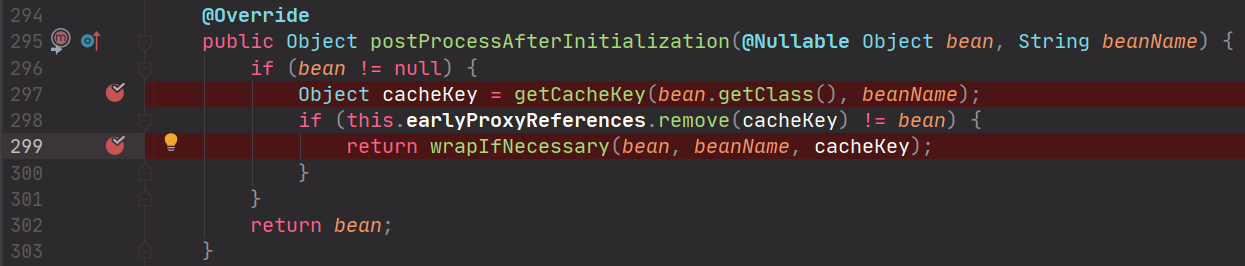 294 @Override
295 public Object postProcessAfterInitialization(@Nullable Object bean, String beanName) {
296 if (bean != null) {
297 Object cacheKey = getCacheKey(bean.getClass(), beanName);
298 if (this.earlyProxyReferences.remove(cacheKey) != bean) {
299 return wrapIfNecessary(bean, beanName, cacheKey);
300 }
301 }
302 return bean;
303 }